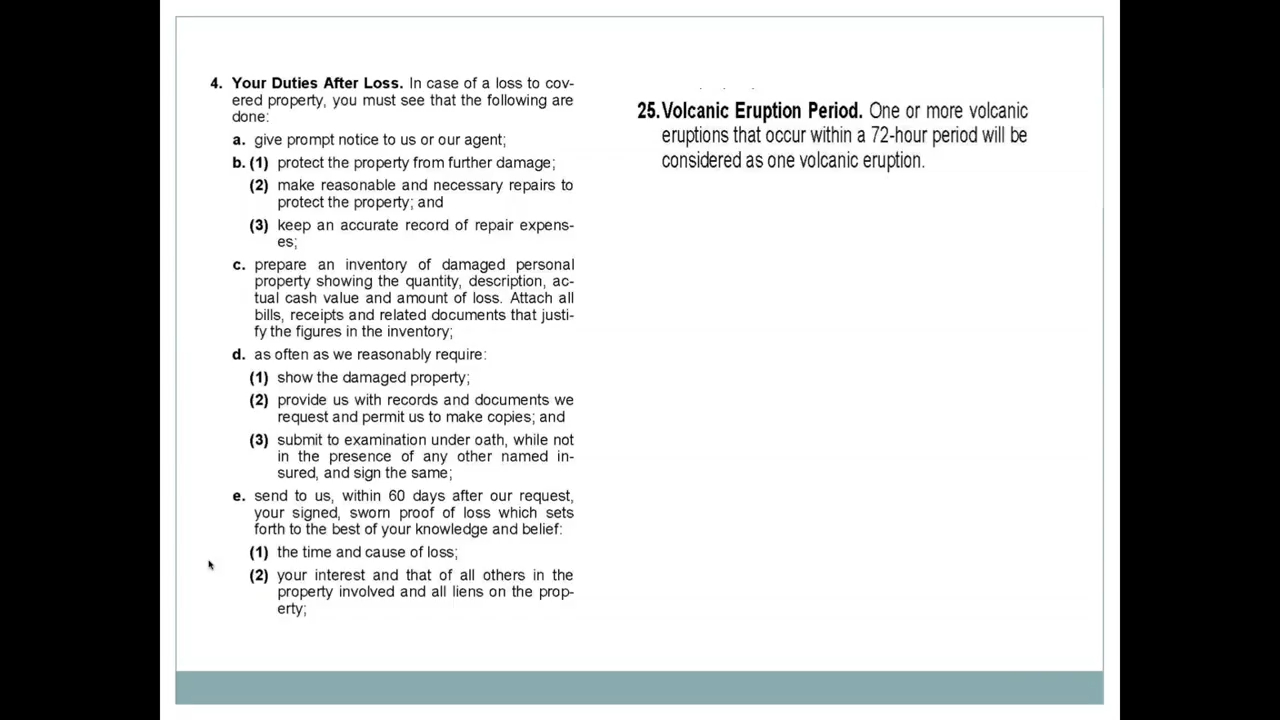 4. Your Duties After Loss. In case of a loss to cov-
ered property, you must see that the following are
done:
a. give prompt notice to us or our agent;
b. (1) protect the property from further damage;
(2) make reasonable and necessary repairs to
protect the property; and
(3) keep an accurate record of repair expens-
es;
c. prepare an inventory of damaged personal
property showing the quantity, description, ac-
tual cash value and amount of loss. Attach all
bills, receipts and related documents that justi-
fy the figures in the inventory;
d. as often as we reasonably require:
(1) show the damaged property;
(2) provide us with records and documents we
request and permit us to make copies; and
(3) submit to examination under oath, while not
in the presence of any other named in-
sured, and sign the same;
e. send to us, within 60 days after our request,
your signed, sworn proof of loss which sets
forth to the best of your knowledge and belief:
(1) the time and cause of loss;
(2) your interest and that of all others in the
property involved and all liens on the prop-
erty;
25. Volcanic Eruption Period. One or more volcanic
eruptions that occur within a 72-hour period will be
considered as one volcanic eruption.